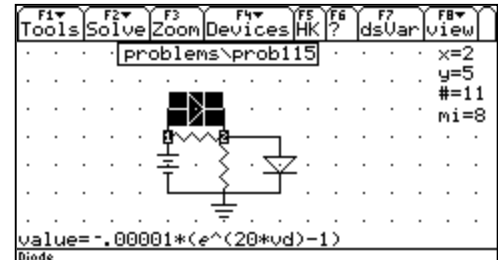 F1▼ F2▼ F3 F4▼ F5 F6 F7 F8▼
Tools Solve Zoom Devices HK ? dsVar view
problems\prob115
x=2
y=5
#=11
mi=8
1 2
value=-.00001*(e^(20*vd)-1)
Diode